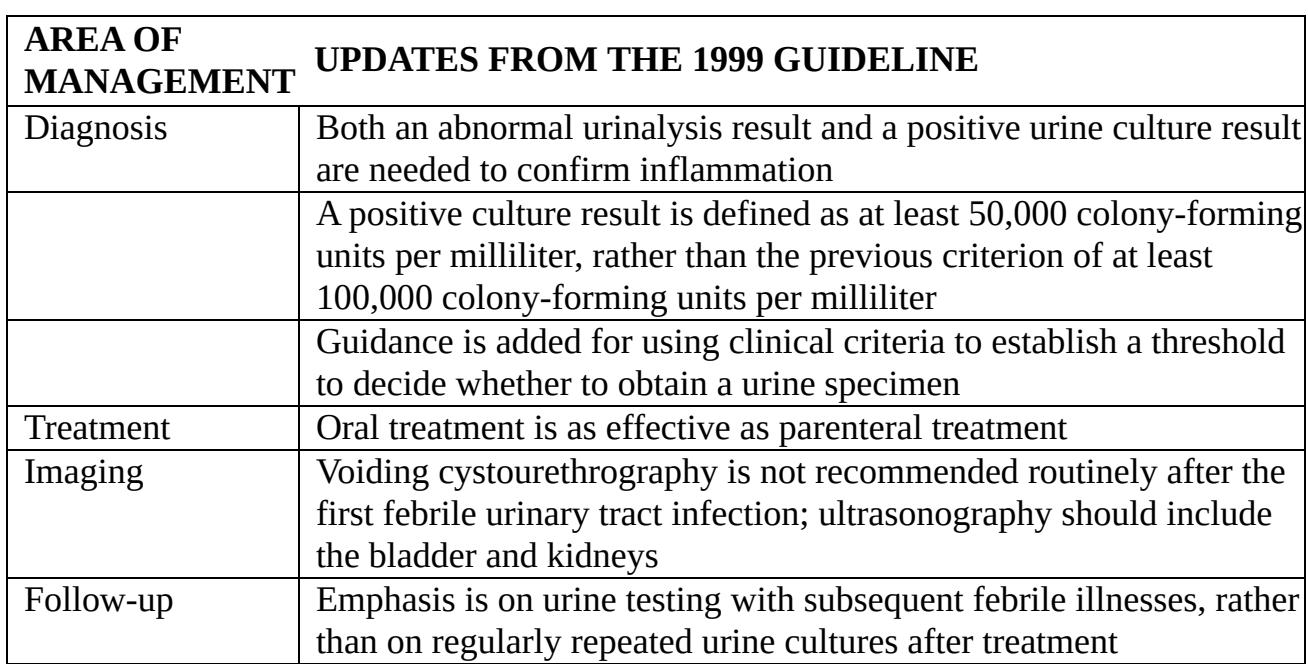 AREA OF
MANAGEMENT
UPDATES FROM THE 1999 GUIDELINE
Diagnosis
Both an abnormal urinalysis result and a positive urine culture result
are needed to confirm inflammation
A positive culture result is defined as at least 50,000 colony-forming
units per milliliter, rather than the previous criterion of at least
100,000 colony-forming units per milliliter
Guidance is added for using clinical criteria to establish a threshold
to decide whether to obtain a urine specimen
Treatment
Oral treatment is as effective as parenteral treatment
Imaging
Voiding cystourethrography is not recommended routinely after the
first febrile urinary tract infection; ultrasonography should include
the bladder and kidneys
Follow-up
Emphasis is on urine testing with subsequent febrile illnesses, rather
than on regularly repeated urine cultures after treatment